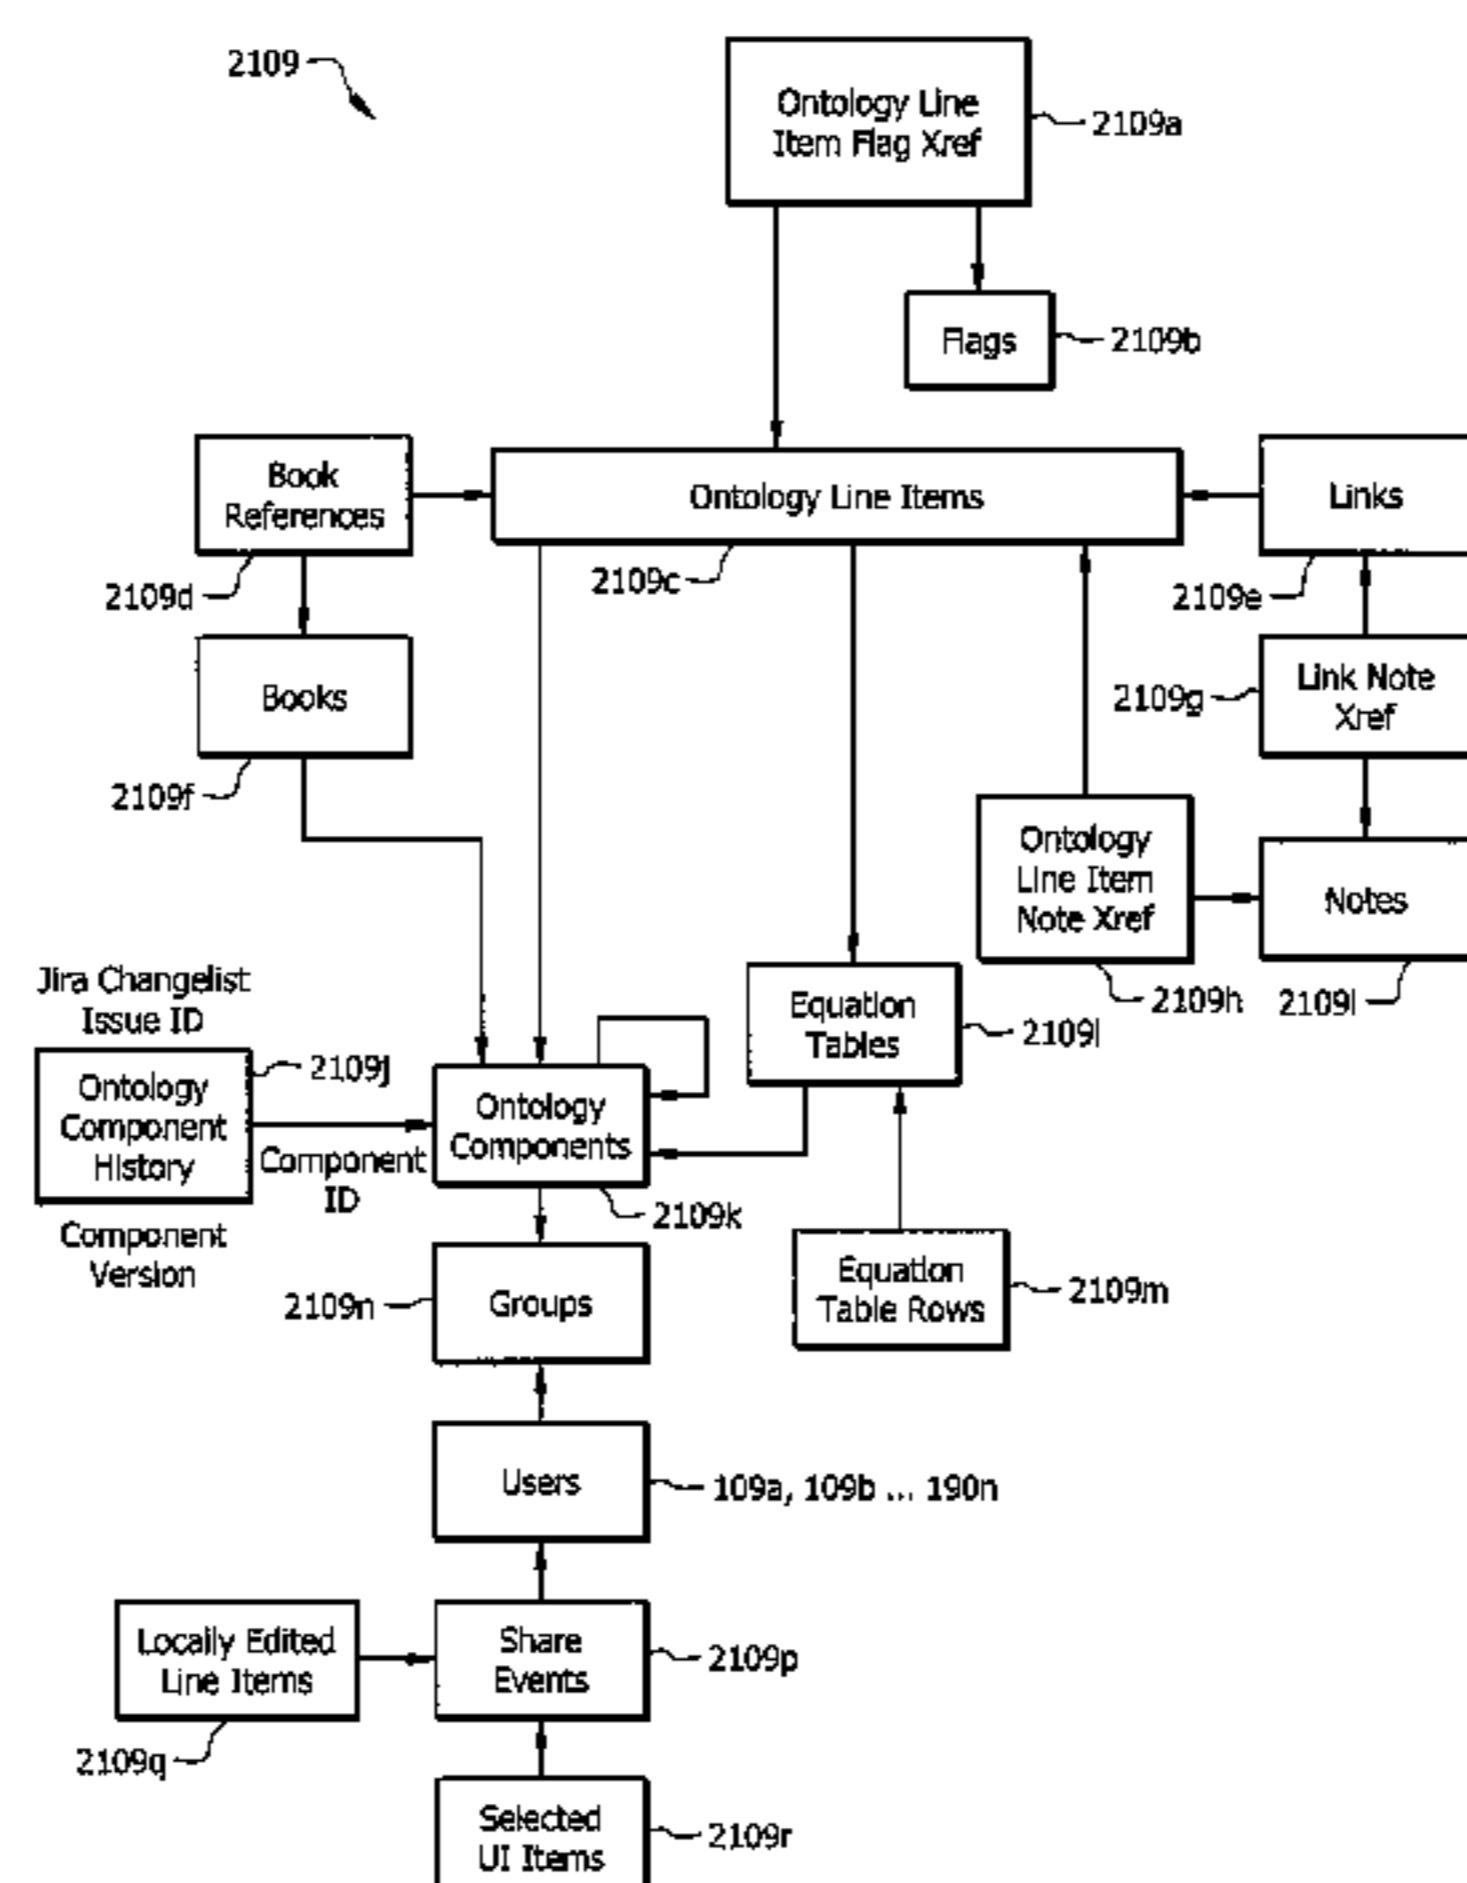 2109
Ontology Line
Item Flag Xref
2109a
Flags
2109b
Book
References
2109d
Ontology Line Items
2109c
Links
2109e
Books
2109f
Link Note
Xref
2109g
Ontology
Line Item
Note Xref
2109h
Notes
2109i
Jira Changelist
Issue ID
Ontology
Component
History
2109j
Component
ID
Component
Version
Ontology
Components
2109k
Equation
Tables
2109l
Equation
Table Rows
2109m
Groups
2109n
Users
109a, 109b ... 190n
Locally Edited
Line Items
2109q
Share
Events
2109p
Selected
UI Items
2109r